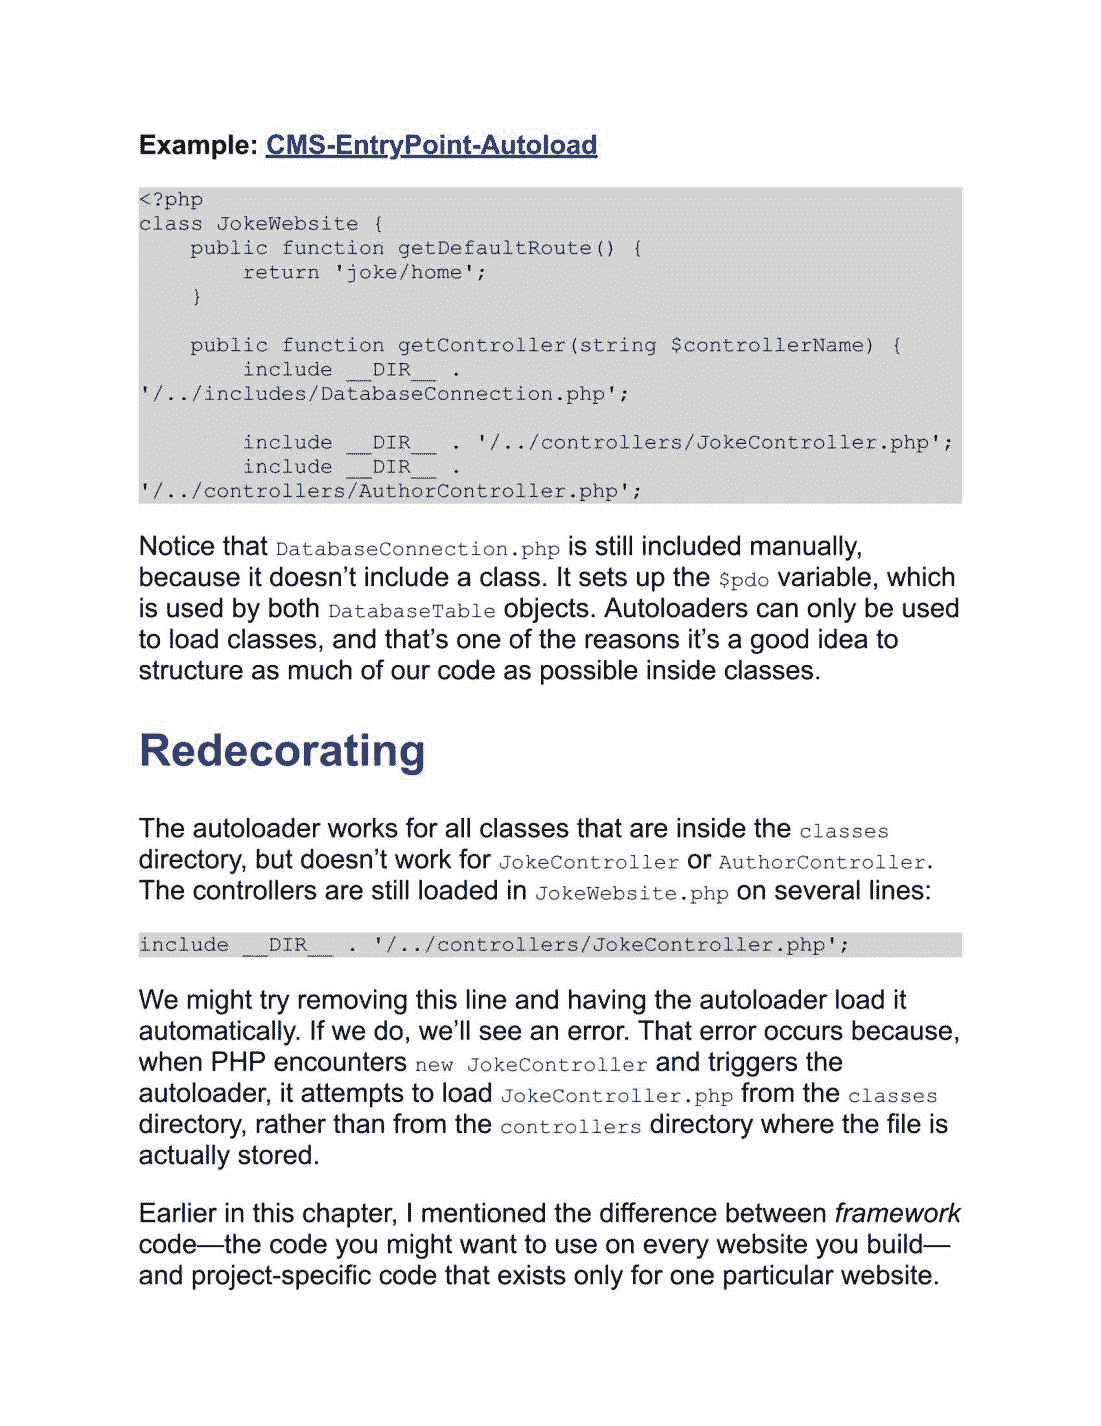 Example: CMS-EntryPoint-Autoload
<?php
class JokeWebsite {
    public function getDefaultRoute() {
        return 'joke/home';
    }
    public function getController(string $controllerName) {
        include __DIR__ .
'/../includes/DatabaseConnection.php';
        include __DIR__ . '/../controllers/JokeController.php';
        include __DIR__ .
'/../controllers/AuthorController.php';
Notice that DatabaseConnection.php is still included manually,
because it doesn’t include a class. It sets up the $pdo variable, which
is used by both DatabaseTable objects. Autoloaders can only be used
to load classes, and that’s one of the reasons it’s a good idea to
structure as much of our code as possible inside classes.
Redecorating
The autoloader works for all classes that are inside the classes
directory, but doesn’t work for JokeController or AuthorController.
The controllers are still loaded in JokeWebsite.php on several lines:
include __DIR__ . '/../controllers/JokeController.php';
We might try removing this line and having the autoloader load it
automatically. If we do, we’ll see an error. That error occurs because,
when PHP encounters new JokeController and triggers the
autoloader, it attempts to load JokeController.php from the classes
directory, rather than from the controllers directory where the file is
actually stored.
Earlier in this chapter, I mentioned the difference between framework
code—the code you might want to use on every website you build—
and project-specific code that exists only for one particular website.